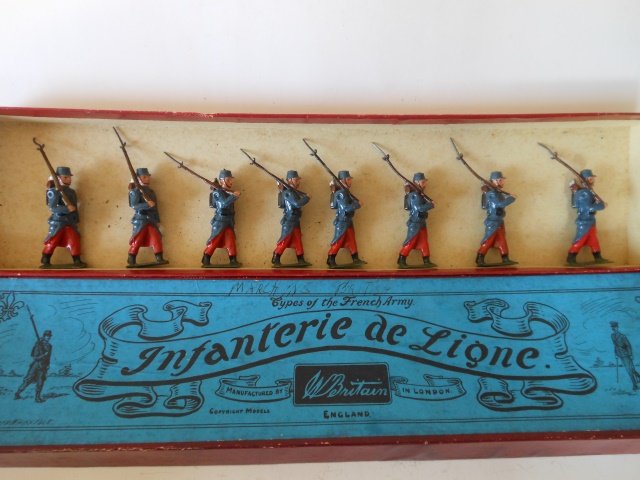 Types of the French Army
Infanterie de Ligne.
MANUFACTURED BY W Britain IN LONDON
COPYRIGHT MODELS ENGLAND